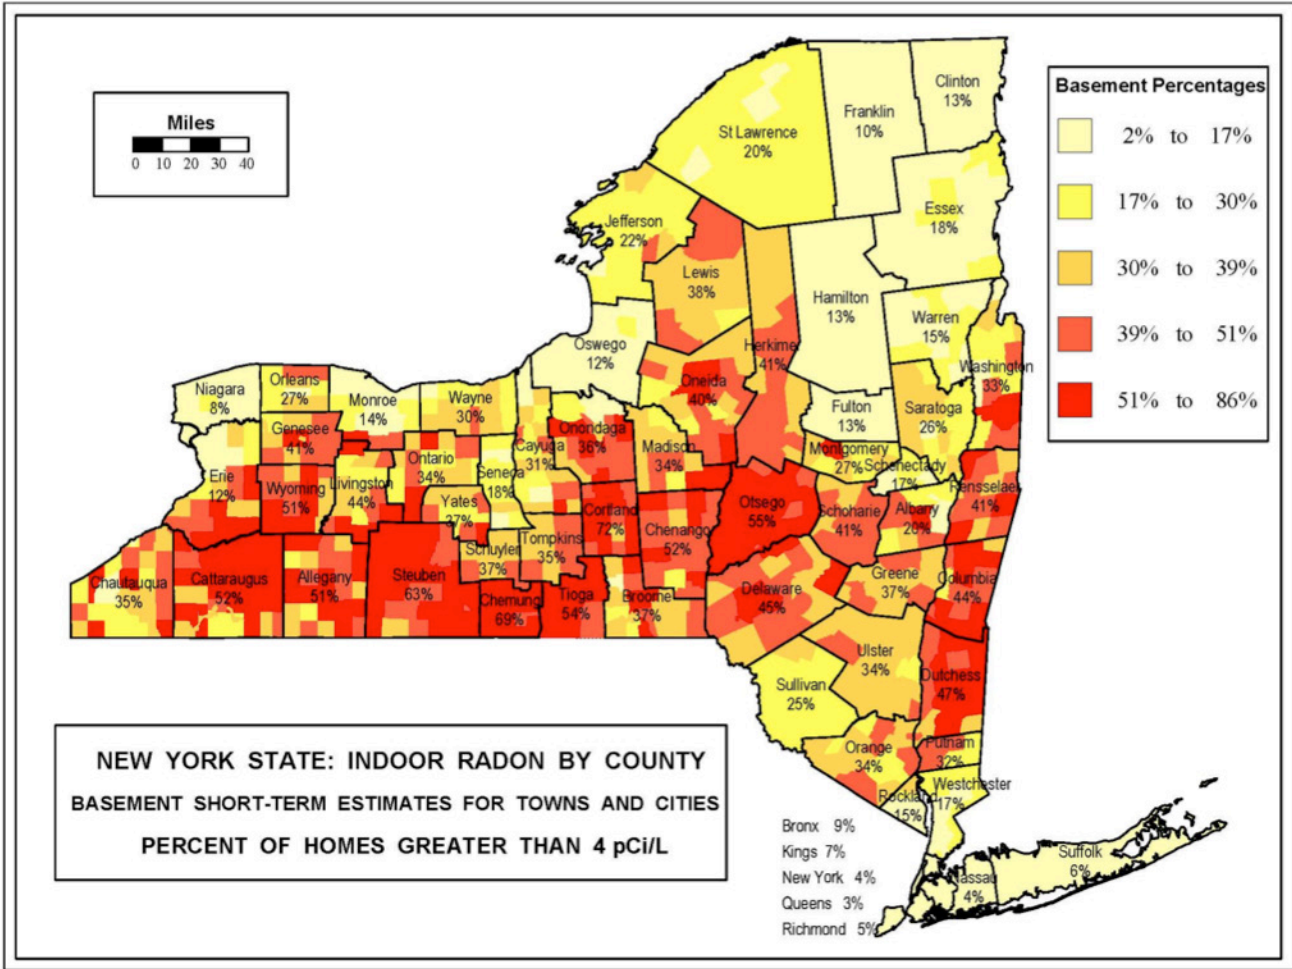 Miles
0 10 20 30 40
Basement Percentages
2% to 17%
17% to 30%
30% to 39%
39% to 51%
51% to 86%
Clinton
13%
Franklin
10%
St Lawrence
20%
Essex
18%
Jefferson
22%
Lewis
38%
Hamilton
13%
Herkimer
41%
Warren
15%
Washington
33%
Oswego
12%
Oneida
40%
Niagara
8%
Orleans
27%
Monroe
14%
Wayne
30%
Fulton
13%
Saratoga
26%
Genesee
41%
Onondaga
36%
Madison
34%
Cayuga
31%
Montgomery
27%
Schenectady
17%
Erie
12%
Wyoming
51%
Livingston
44%
Ontario
34%
Seneca
18%
Yates
37%
Cortland
72%
Chenango
52%
Otsego
55%
Schoharie
41%
Albany
28%
Rensselaer
41%
Schuyler
37%
Tompkins
35%
Chautauqua
35%
Cattaraugus
52%
Allegany
51%
Steuben
63%
Chemung
69%
Tioga
54%
Broome
37%
Delaware
45%
Greene
37%
Columbia
44%
Ulster
34%
Dutchess
47%
Sullivan
25%
Orange
34%
Putnam
32%
Rockland
15%
Westchester
17%
Bronx 9%
Kings 7%
New York 4%
Queens 3%
Richmond 5%
Nassau
4%
Suffolk
6%
NEW YORK STATE: INDOOR RADON BY COUNTY
BASEMENT SHORT-TERM ESTIMATES FOR TOWNS AND CITIES
PERCENT OF HOMES GREATER THAN 4 pCi/L